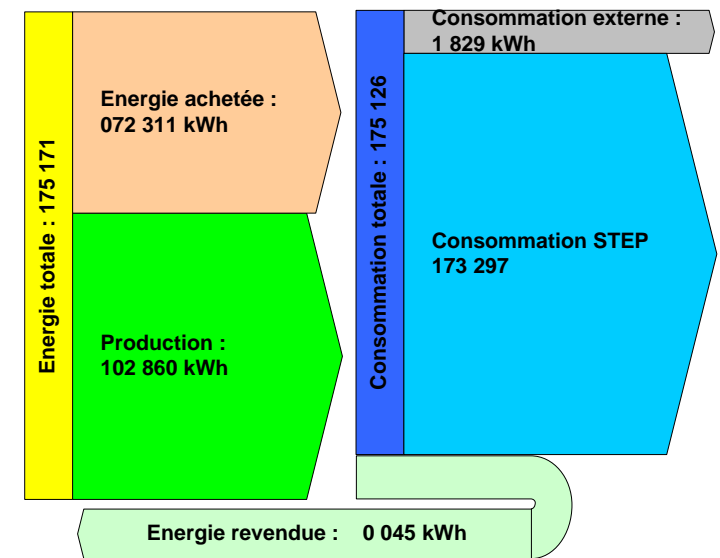 Energie totale : 175 171
Energie achetée :
072 311 kWh
Production :
102 860 kWh
Consommation totale : 175 126
Consommation externe :
1 829 kWh
Consommation STEP
173 297
Energie revendue : 0 045 kWh